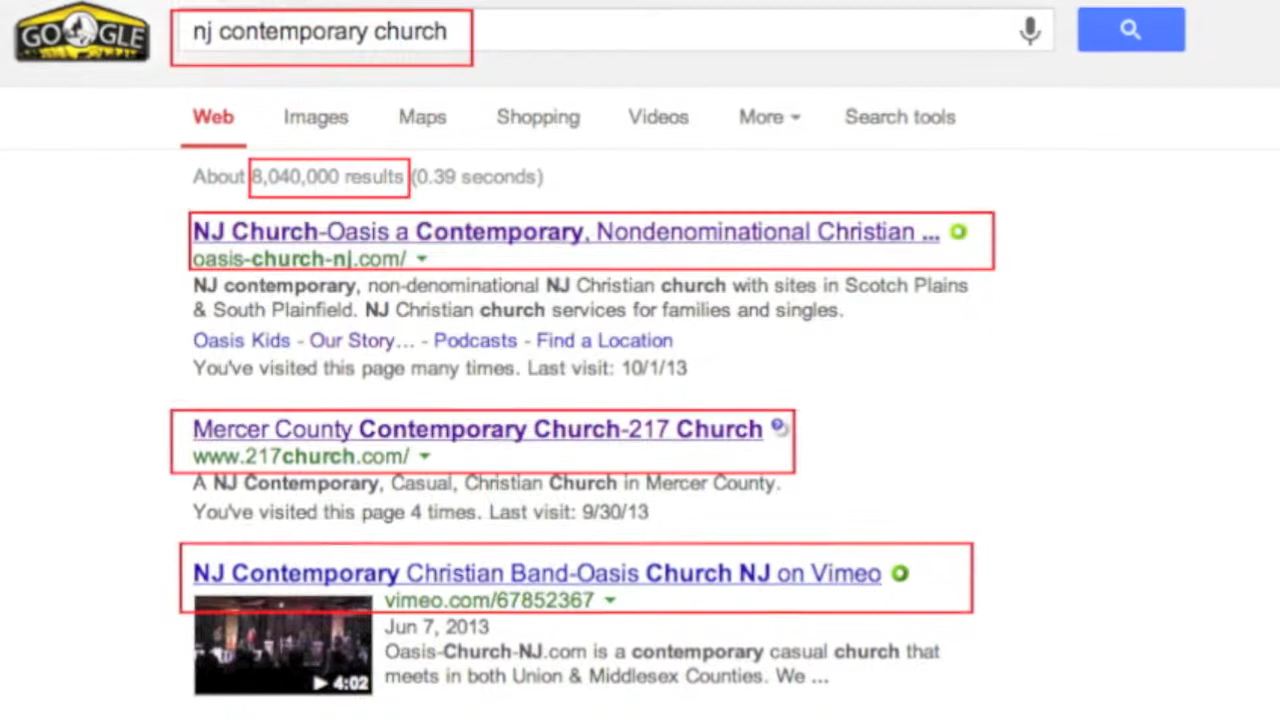 GOOGLE
nj contemporary church
Web Images Maps Shopping Videos More Search tools
About 8,040,000 results (0.39 seconds)
NJ Church-Oasis a Contemporary, Nondenominational Christian ...
oasis-church-nj.com/
NJ contemporary, non-denominational NJ Christian church with sites in Scotch Plains
& South Plainfield. NJ Christian church services for families and singles.
Oasis Kids - Our Story... - Podcasts - Find a Location
You've visited this page many times. Last visit: 10/1/13
Mercer County Contemporary Church-217 Church
www.217church.com/
A NJ Contemporary, Casual, Christian Church in Mercer County.
You've visited this page 4 times. Last visit: 9/30/13
NJ Contemporary Christian Band-Oasis Church NJ on Vimeo
vimeo.com/67852367
Jun 7, 2013
Oasis-Church-NJ.com is a contemporary casual church that
meets in both Union & Middlesex Counties. We ...
4:02